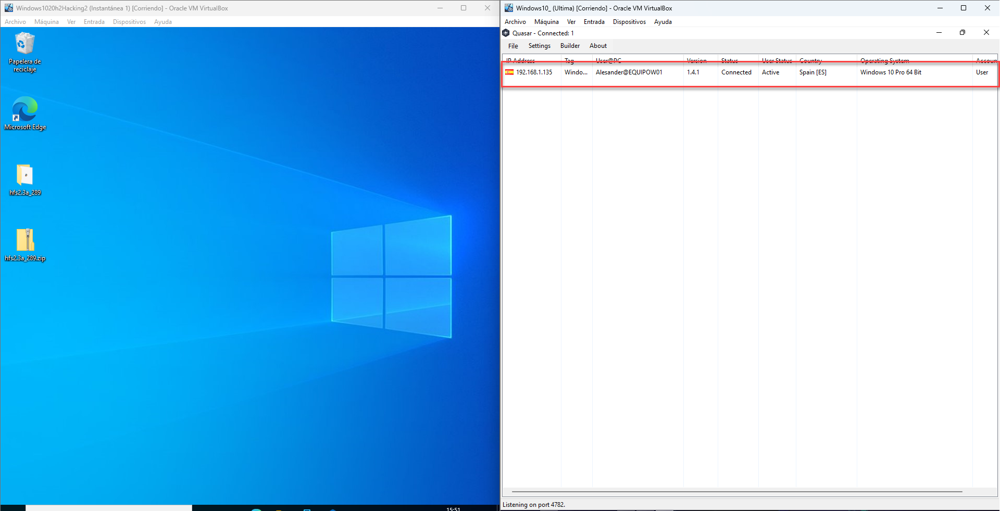 Windows1020h2Hacking2 (Instantánea 1) [Corriendo] - Oracle VM VirtualBox
Archivo Máquina Ver Entrada Dispositivos Ayuda
Papelera de
reciclaje
Microsoft Edge
hfs2.3a_289
hfs2.3a_289.zip
15:51
Windows10_ (Ultima) [Corriendo] - Oracle VM VirtualBox
Archivo Máquina Ver Entrada Dispositivos Ayuda
Quasar - Connected: 1
File Settings Builder About
IP Address Tag User@PC Version Status User Status Country Operating System Accoun
192.168.1.135 Windo... Alesander@EQUIPOW01 1.4.1 Connected Active Spain [ES] Windows 10 Pro 64 Bit User
Listening on port 4782.